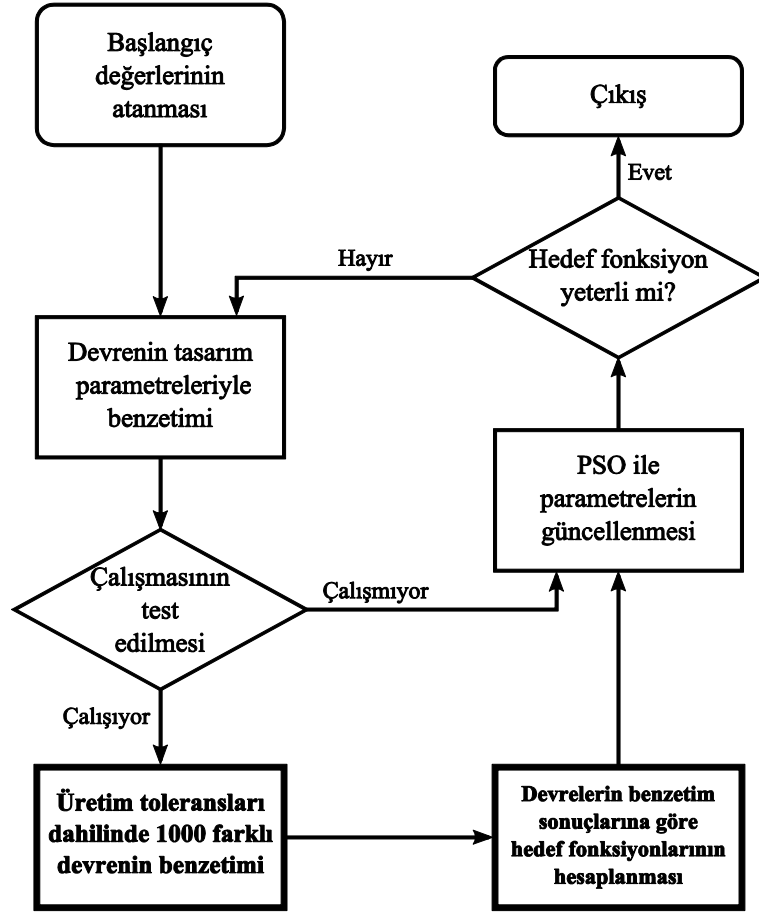 Başlangıç
değerlerinin
atanması
Çıkış
Evet
Hedef fonksiyon
yeterli mi?
Hayır
Devrenin tasarım
parametreleriyle
benzetimi
PSO ile
parametrelerin
güncellenmesi
Çalışmasının
test
edilmesi
Çalışmıyor
Çalışıyor
Üretim toleransları
dahilinde 1000 farklı
devrenin benzetimi
Devrelerin benzetim
sonuçlarına göre
hedef fonksiyonlarının
hesaplanması